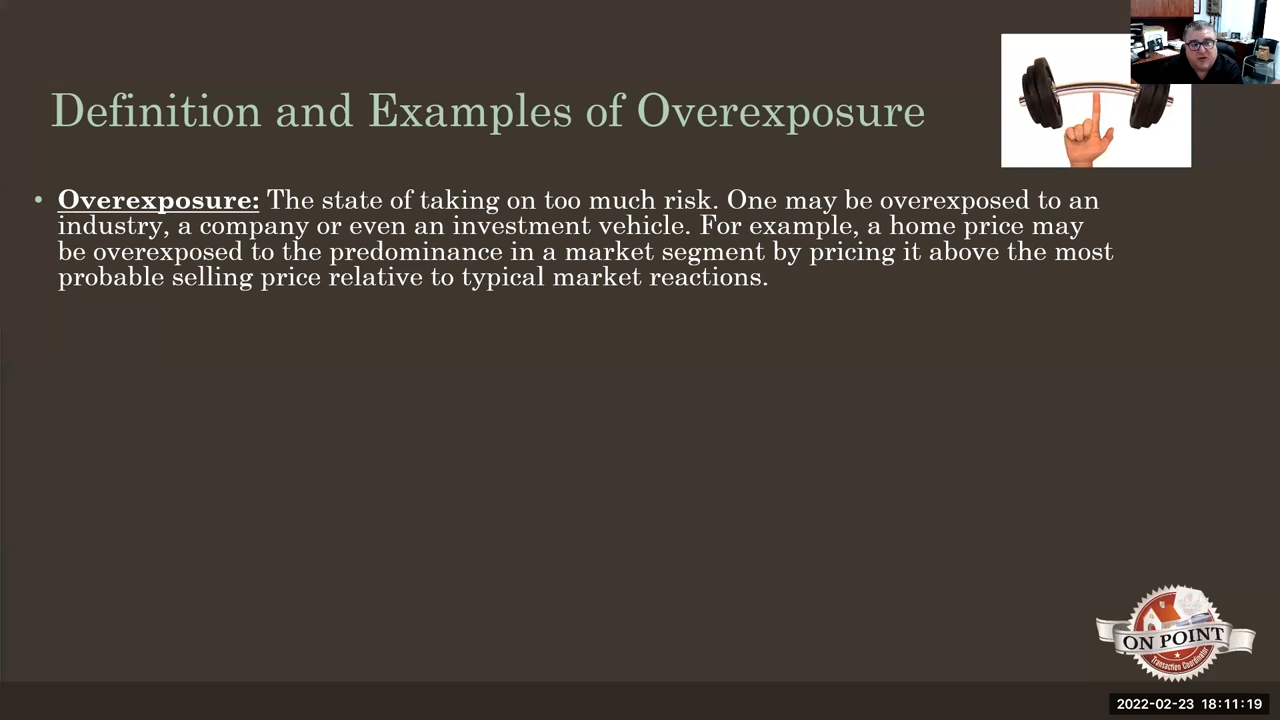 Definition and Examples of Overexposure
• Overexposure: The state of taking on too much risk. One may be overexposed to an
industry, a company or even an investment vehicle. For example, a home price may
be overexposed to the predominance in a market segment by pricing it above the most
probable selling price relative to typical market reactions.
ON POINT
Transaction Coordinator
2022-02-23 18:11:19